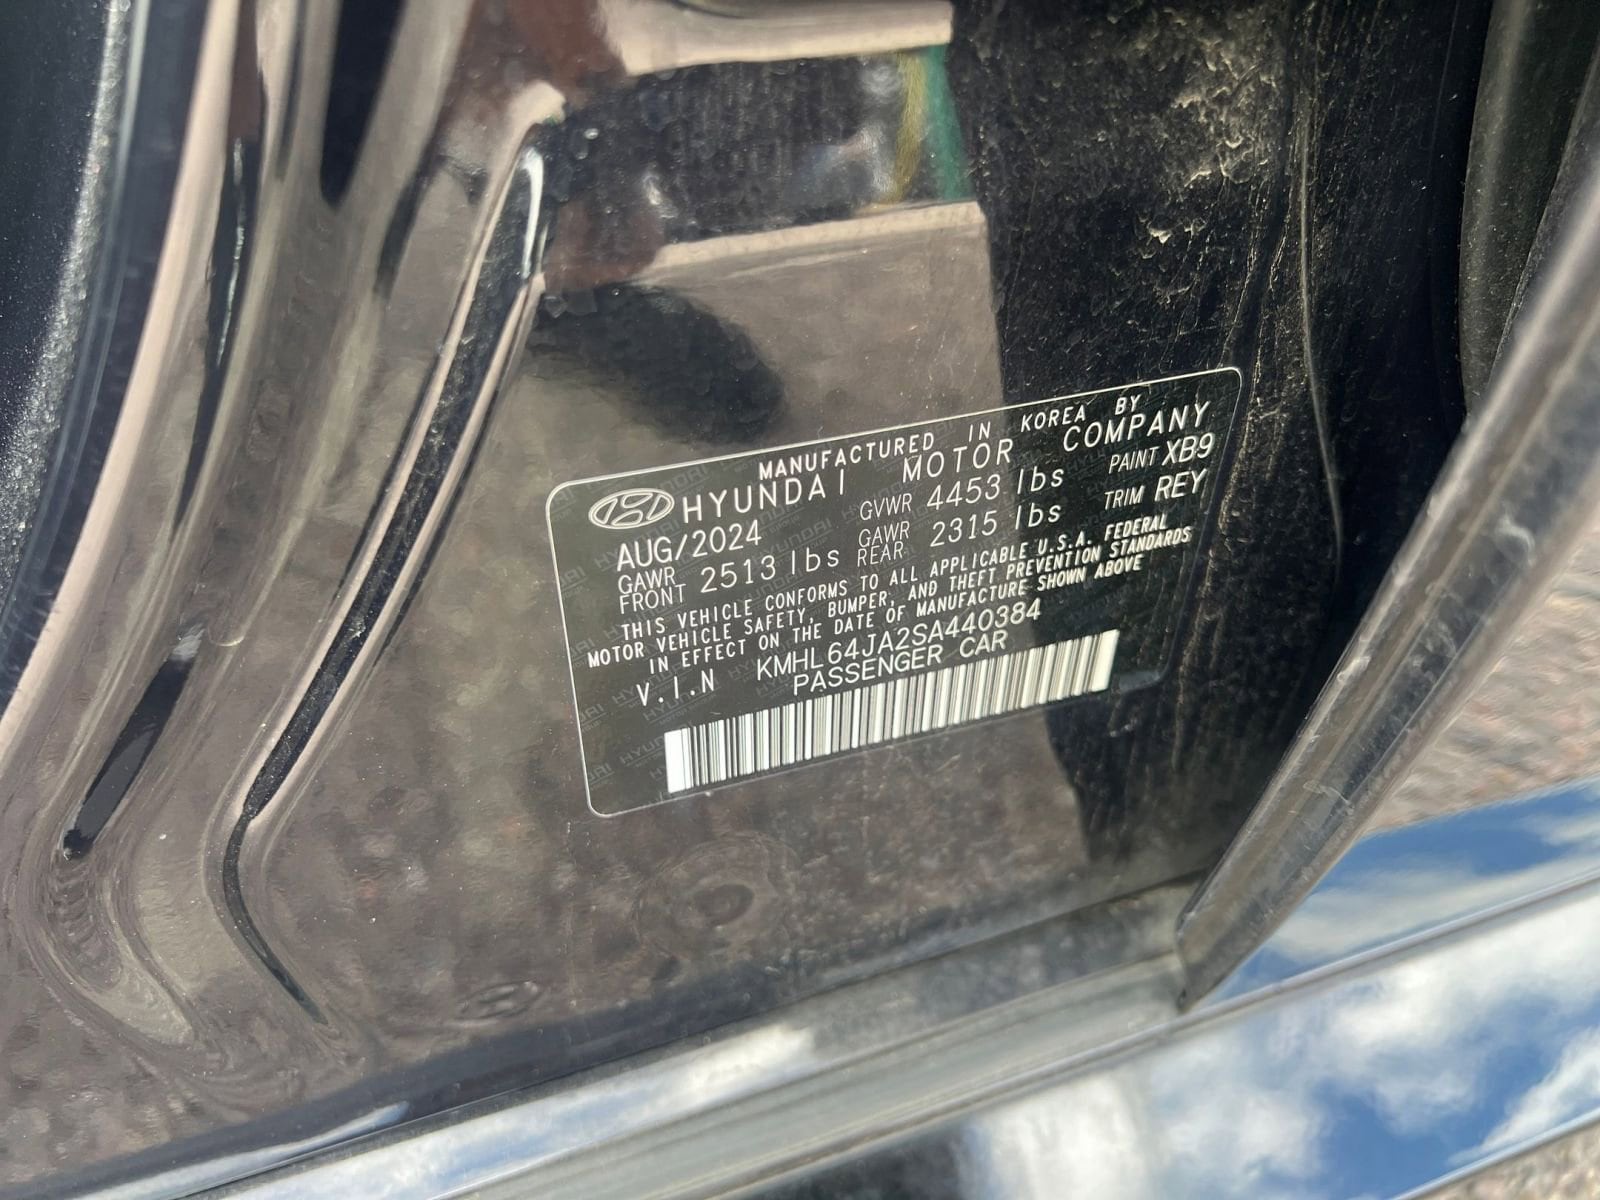 MANUFACTURED IN KOREA BY
HYUNDAI MOTOR COMPANY
AUG/2024 GVWR 4453 lbs PAINT XB9
GAWR FRONT 2513 lbs GAWR REAR 2315 lbs TRIM REY
THIS VEHICLE CONFORMS TO ALL APPLICABLE U.S.A. FEDERAL
MOTOR VEHICLE SAFETY, BUMPER, AND THEFT PREVENTION STANDARDS
IN EFFECT ON THE DATE OF MANUFACTURE SHOWN ABOVE
V.I.N KMHL64JA2SA440384
PASSENGER CAR